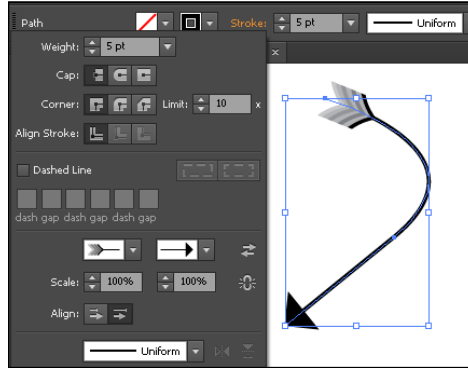 Path Stroke: 5 pt Uniform
Weight: 5 pt
Cap: ×
Corner: Limit: 10 x
Align Stroke:
Dashed Line
dash gap dash gap dash gap
Scale: 100% 100%
Align:
Uniform